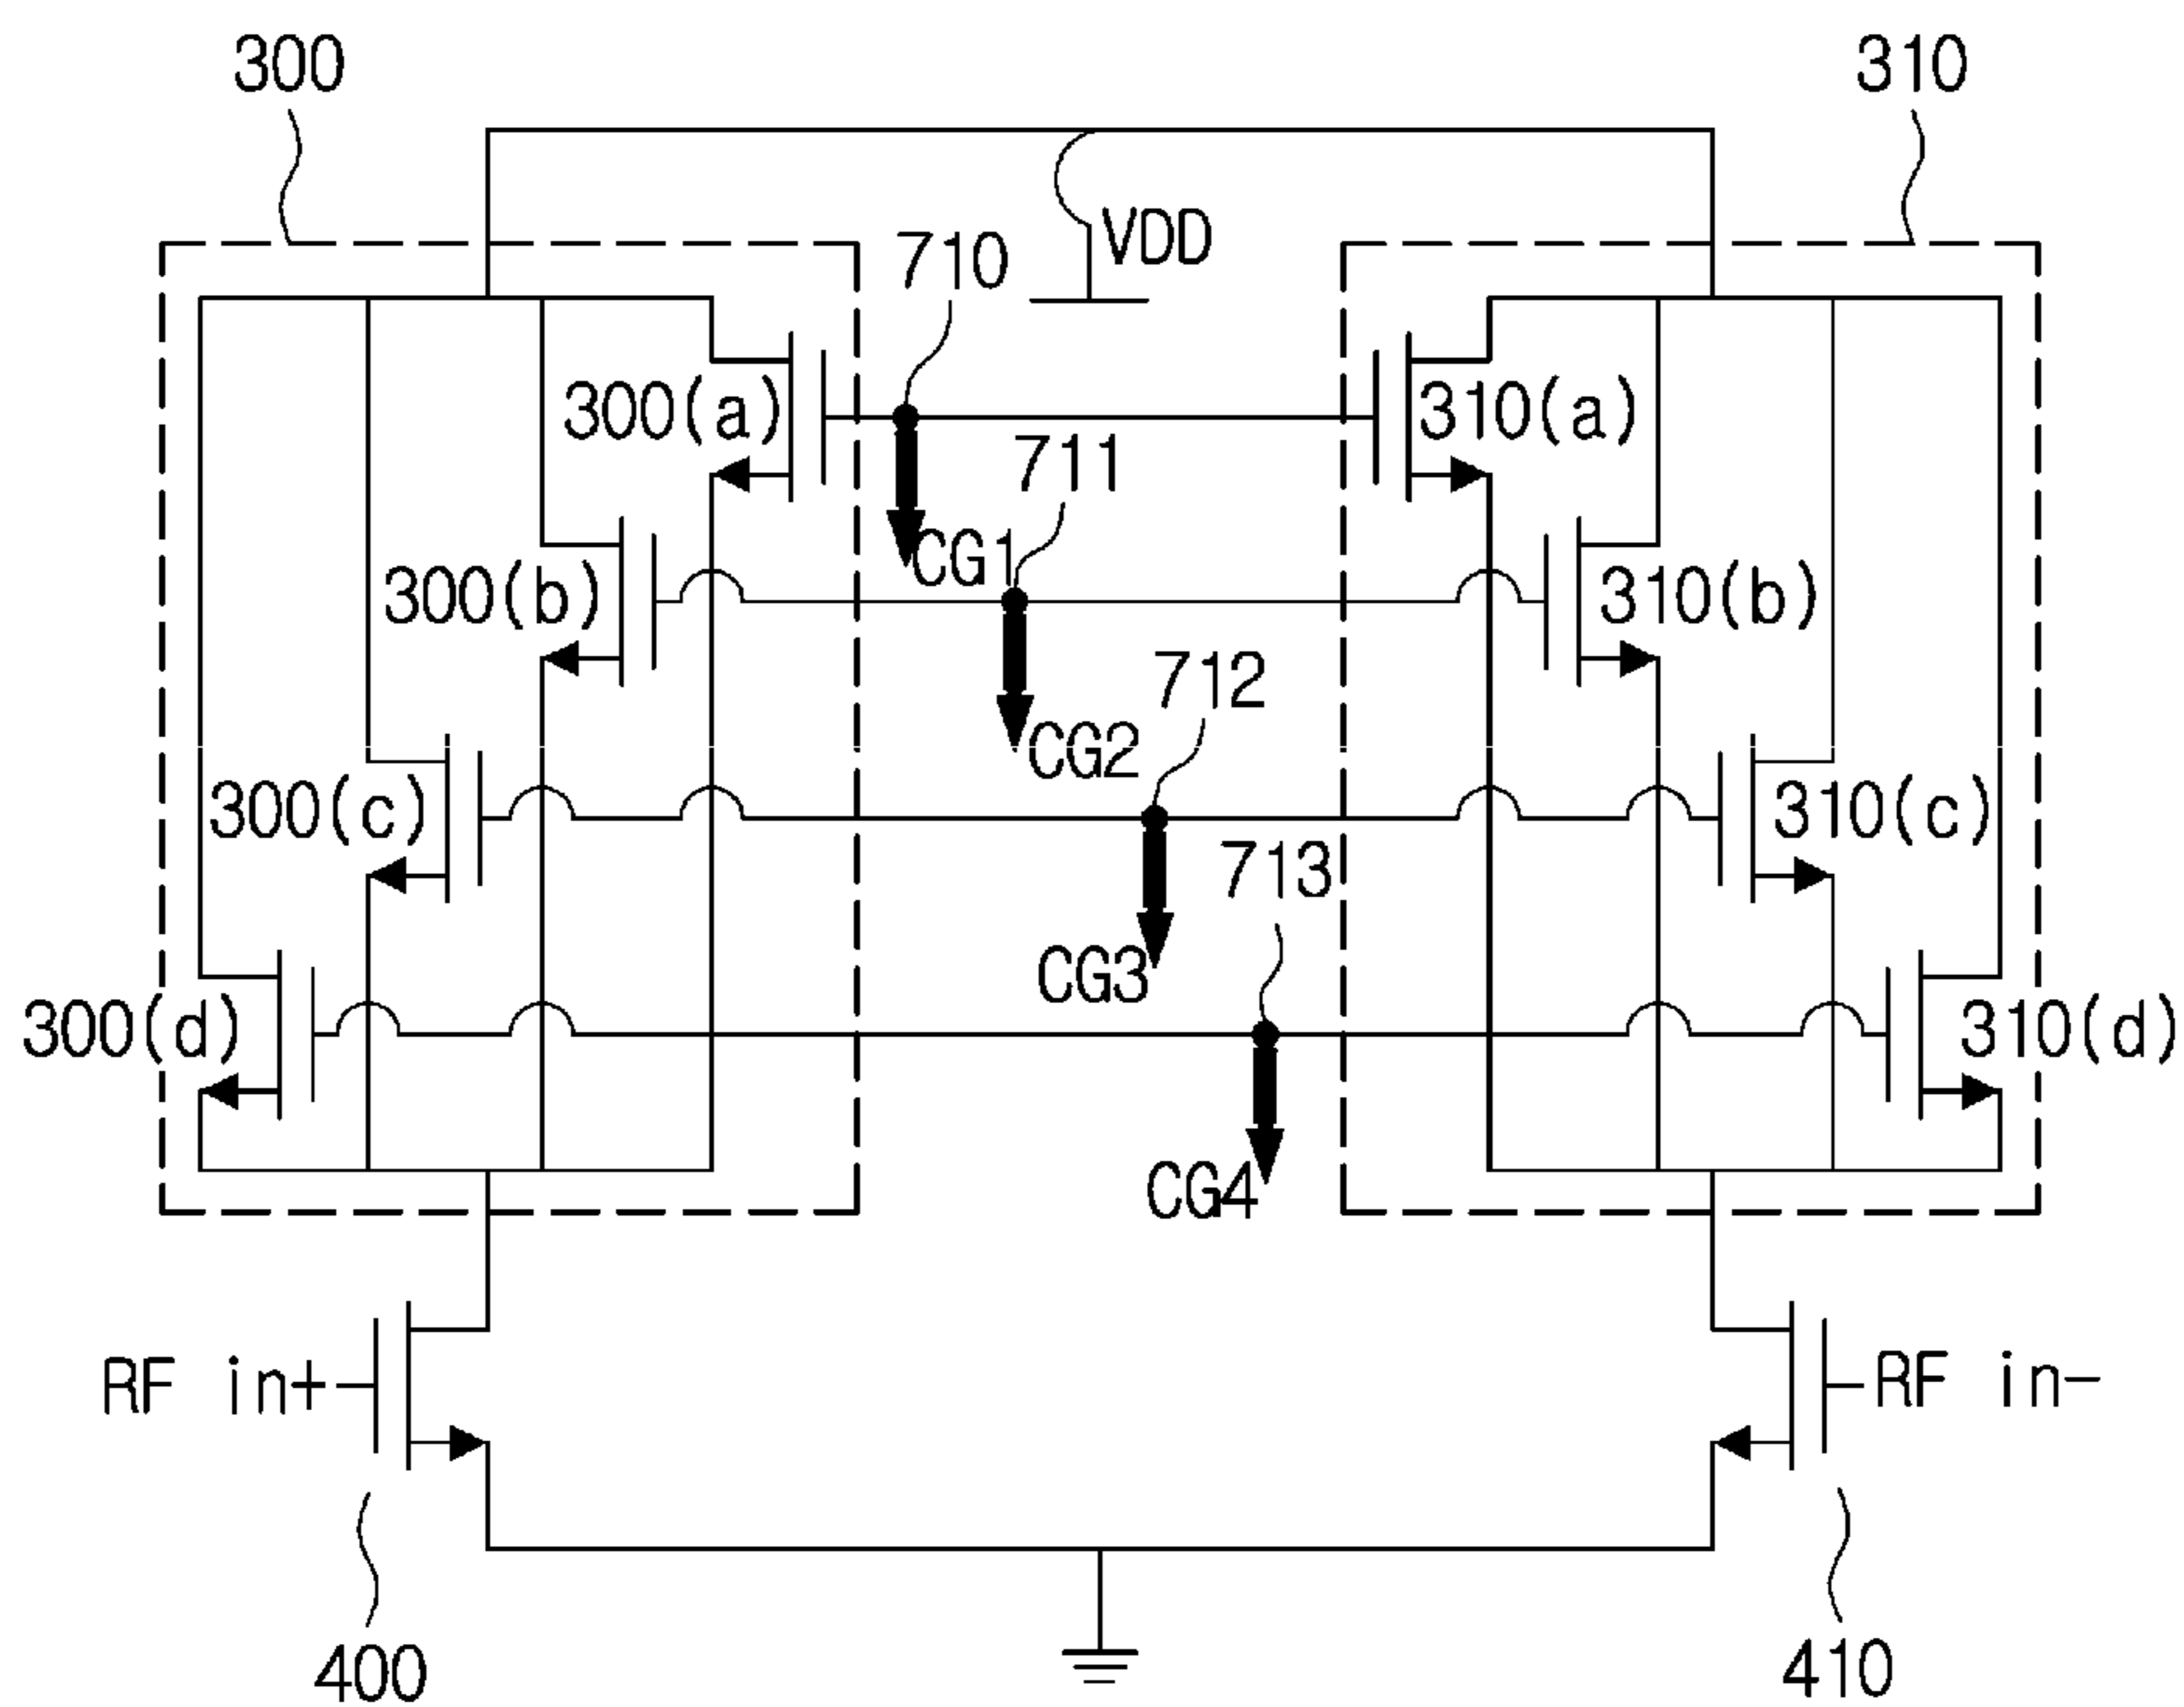 300
310
VDD
710
300(a)
310(a)
711
CG1
300(b)
310(b)
712
CG2
300(c)
310(c)
713
CG3
300(d)
310(d)
CG4
RF in+
RF in-
400
410